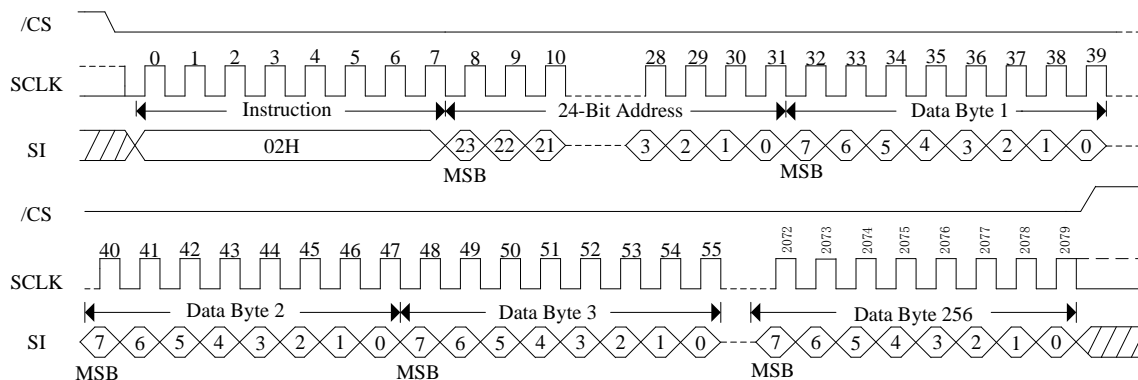 /CS
0 1 2 3 4 5 6 7 8 9 10 28 29 30 31 32 33 34 35 36 37 38 39
SCLK
Instruction 24-Bit Address Data Byte 1
SI 02H 23 22 21 3 2 1 0 7 6 5 4 3 2 1 0
MSB MSB
/CS
40 41 42 43 44 45 46 47 48 49 50 51 52 53 54 55 2072 2073 2074 2075 2076 2077 2078 2079
SCLK
Data Byte 2 Data Byte 3 Data Byte 256
SI 7 6 5 4 3 2 1 0 7 6 5 4 3 2 1 0 7 6 5 4 3 2 1 0
MSB MSB MSB